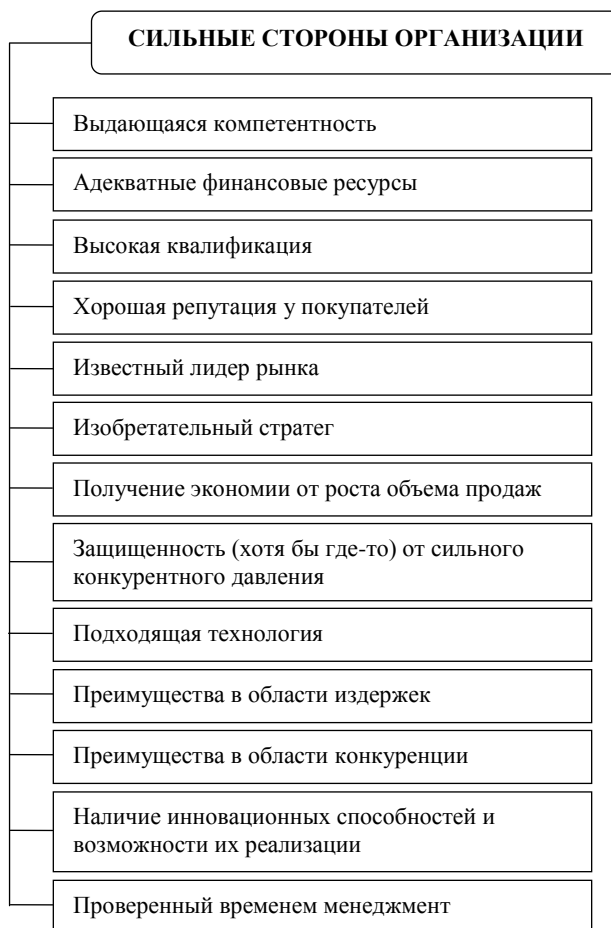 СИЛЬНЫЕ СТОРОНЫ ОРГАНИЗАЦИИ
Выдающаяся компетентность
Адекватные финансовые ресурсы
Высокая квалификация
Хорошая репутация у покупателей
Известный лидер рынка
Изобретательный стратег
Получение экономии от роста объема продаж
Защищенность (хотя бы где-то) от сильного
конкурентного давления
Подходящая технология
Преимущества в области издержек
Преимущества в области конкуренции
Наличие инновационных способностей и
возможности их реализации
Проверенный временем менеджмент